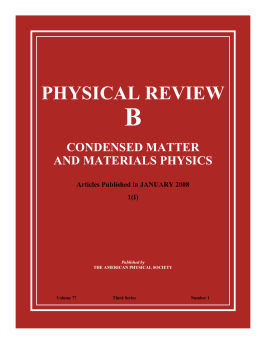 PHYSICAL REVIEW
B
CONDENSED MATTER
AND MATERIALS PHYSICS
Articles Published in JANUARY 2008
1(I)
Published by
THE AMERICAN PHYSICAL SOCIETY
Volume 77 Third Series Number 1